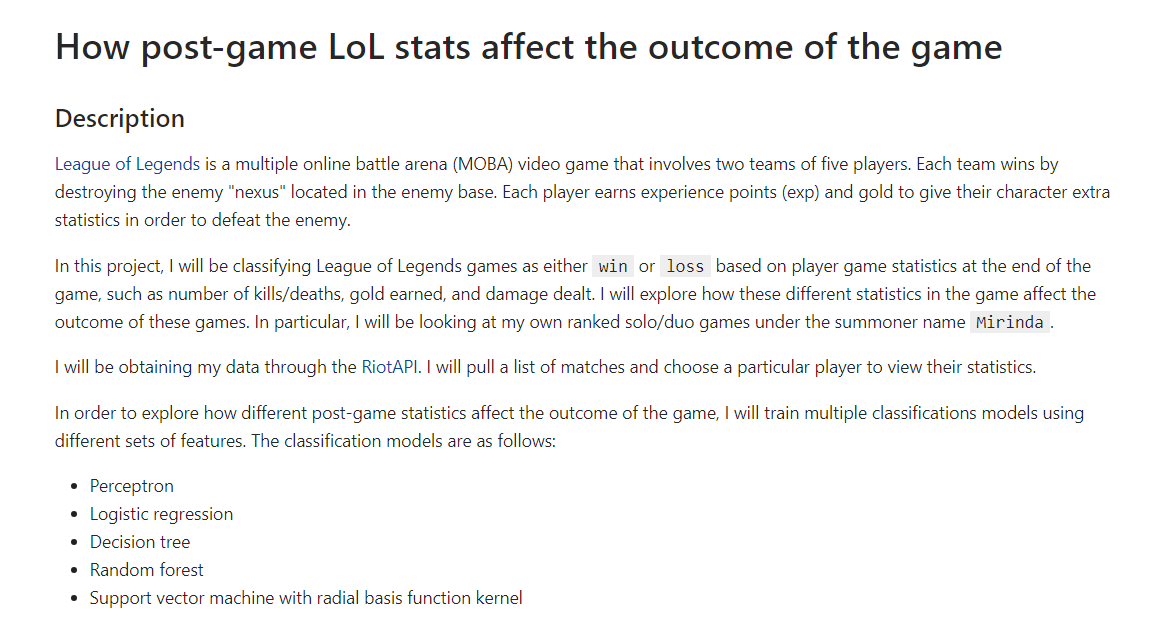 How post-game LoL stats affect the outcome of the game
Description
League of Legends is a multiple online battle arena (MOBA) video game that involves two teams of five players. Each team wins by
destroying the enemy "nexus" located in the enemy base. Each player earns experience points (exp) and gold to give their character extra
statistics in order to defeat the enemy.
In this project, I will be classifying League of Legends games as either win or loss based on player game statistics at the end of the
game, such as number of kills/deaths, gold earned, and damage dealt. I will explore how these different statistics in the game affect the
outcome of these games. In particular, I will be looking at my own ranked solo/duo games under the summoner name Mirinda.
I will be obtaining my data through the RiotAPI. I will pull a list of matches and choose a particular player to view their statistics.
In order to explore how different post-game statistics affect the outcome of the game, I will train multiple classifications models using
different sets of features. The classification models are as follows:
• Perceptron
• Logistic regression
• Decision tree
• Random forest
• Support vector machine with radial basis function kernel